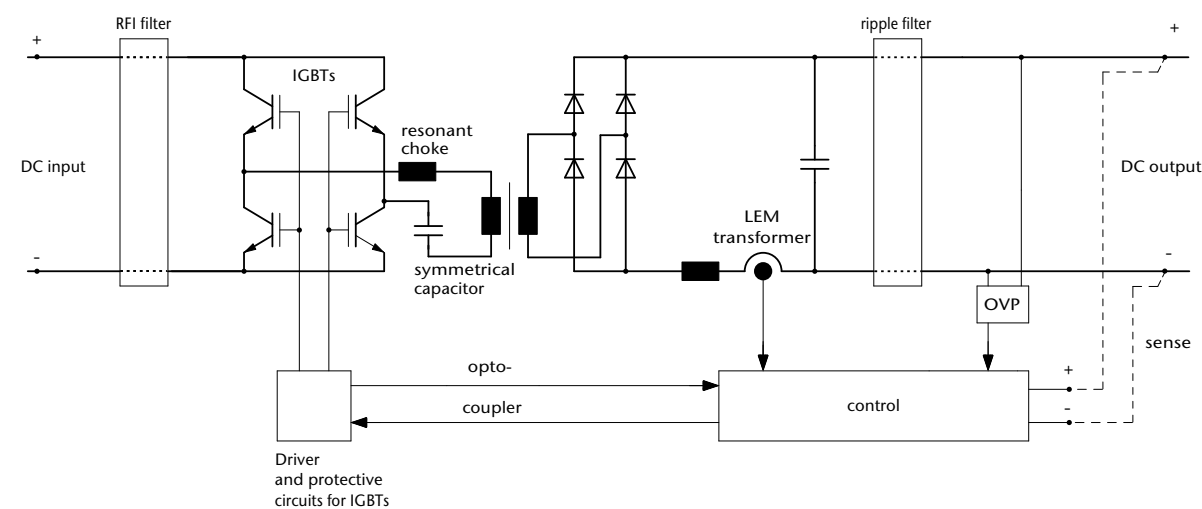 RFI filter
ripple filter
+
+
IGBTs
resonant
choke
DC input
DC output
LEM
transformer
-
-
symmetrical
capacitor
OVP
sense
opto-
+
coupler
control
-
Driver
and protective
circuits for IGBTs